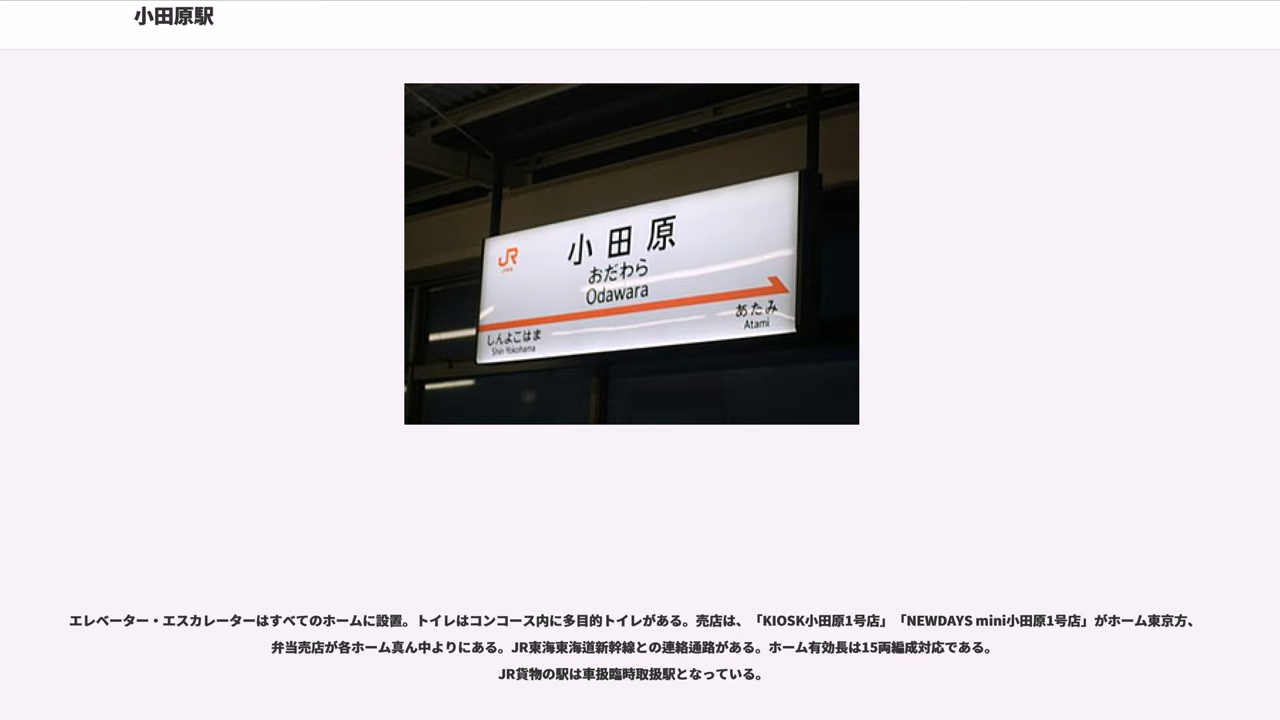 小田原駅
JR
小田原
おだわら
Odawara
しんよこはま
Shin Yokohama
あたみ
Atami
エレベーター・エスカレーターはすべてのホームに設置。トイレはコンコース内に多目的トイレがある。売店は、「KIOSK小田原1号店」「NEWDAYS mini小田原1号店」がホーム東京方、
弁当売店が各ホーム真ん中よりにある。JR東海東海道新幹線との連絡通路がある。ホーム有効長は15両編成対応である。
JR貨物の駅は車扱臨時取扱駅となっている。